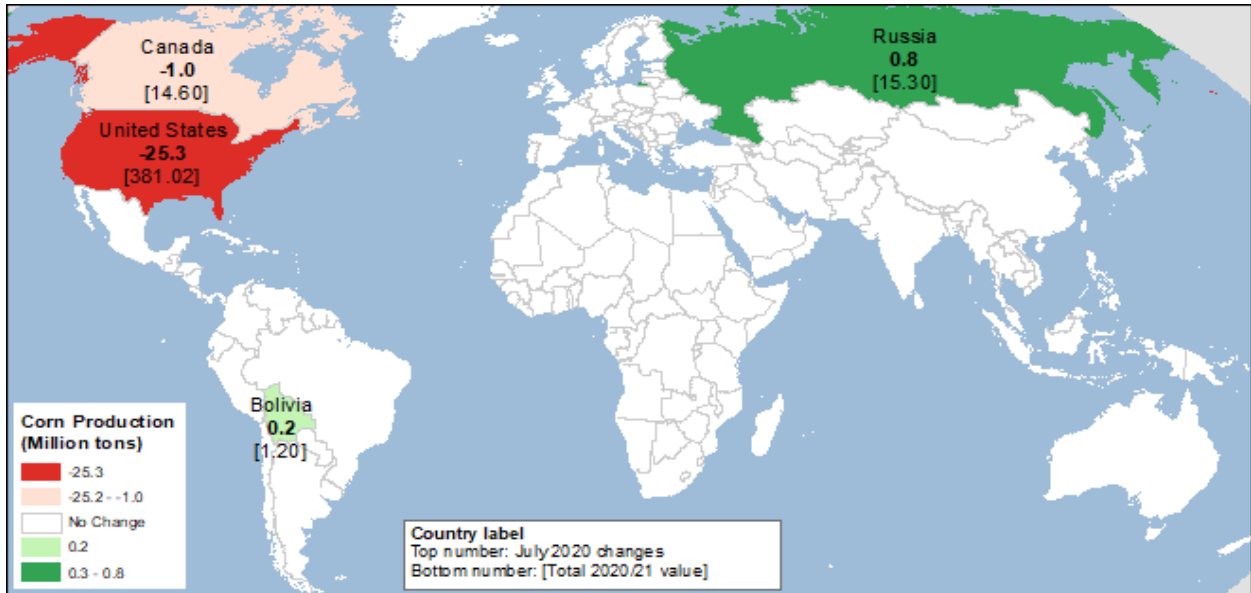 Canada
-1.0
[14.60]
Russia
0.8
[15.30]
United States
-25.3
[381.02]
Bolivia
0.2
[1.20]
Corn Production
(Million tons)
-25.3
-25.2 - -1.0
No Change
0.2
0.3 - 0.8
Country label
Top number: July 2020 changes
Bottom number: [Total 2020/21 value]